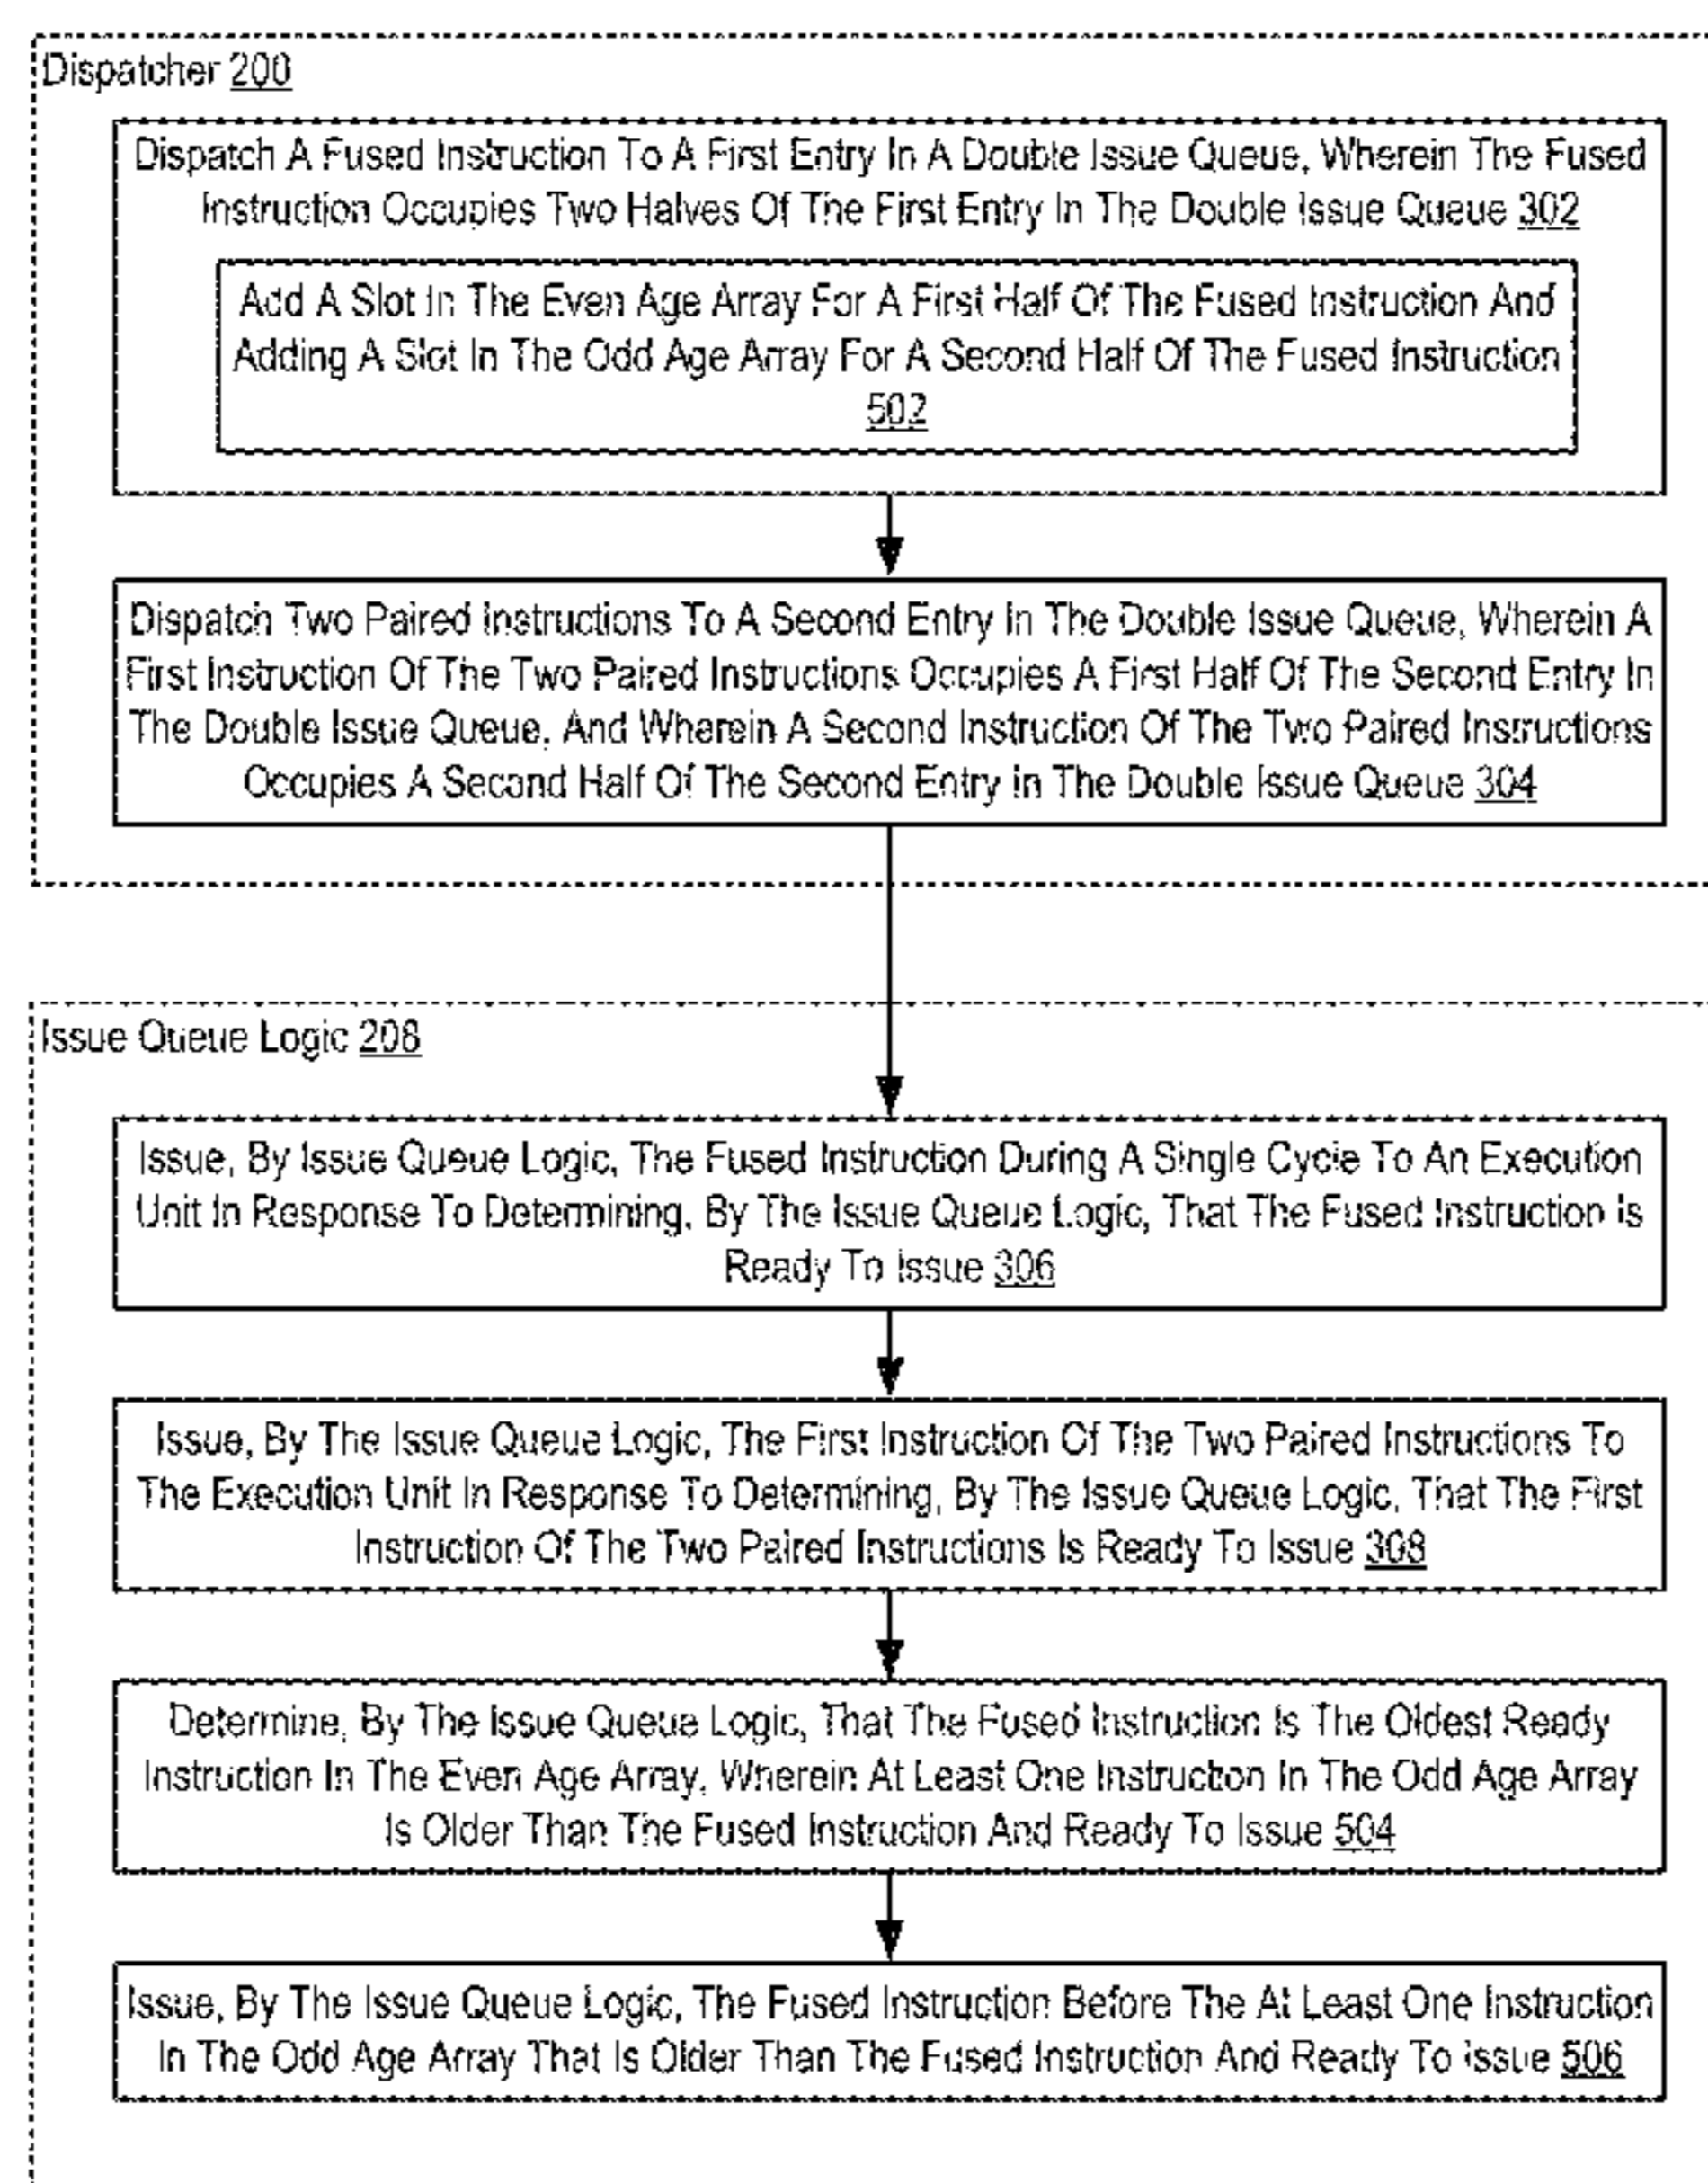 Dispatcher 200
Dispatch A Fused Instruction To A First Entry In A Double Issue Queue, Wherein The Fused
Instruction Occupies Two Halves Of The First Entry In The Double Issue Queue 302
Add A Slot In The Even Age Array For A First Half Of The Fused Instruction And
Adding A Slot In The Odd Age Array For A Second Half Of The Fused Instruction
502
Dispatch Two Paired Instructions To A Second Entry In The Double Issue Queue, Wherein A
First Instruction Of The Two Paired Instructions Occupies A First Half Of The Second Entry In
The Double Issue Queue, And Wherein A Second Instruction Of The Two Paired Instructions
Occupies A Second Half Of The Second Entry In The Double Issue Queue 304
Issue Queue Logic 208
Issue, By Issue Queue Logic, The Fused Instruction During A Single Cycle To An Execution
Unit In Response To Determining, By The Issue Queue Logic, That The Fused Instruction Is
Ready To Issue 306
Issue, By The Issue Queue Logic, The First Instruction Of The Two Paired Instructions To
The Execution Unit In Response To Determining, By The Issue Queue Logic, That The First
Instruction Of The Two Paired Instructions Is Ready To Issue 308
Determine, By The Issue Queue Logic, That The Fused Instruction Is The Oldest Ready
Instruction In The Even Age Array, Wherein At Least One Instruction In The Odd Age Array
Is Older Than The Fused Instruction And Ready To Issue 504
Issue, By The Issue Queue Logic, The Fused Instruction Before The At Least One Instruction
In The Odd Age Array That Is Older Than The Fused Instruction And Ready To Issue 506